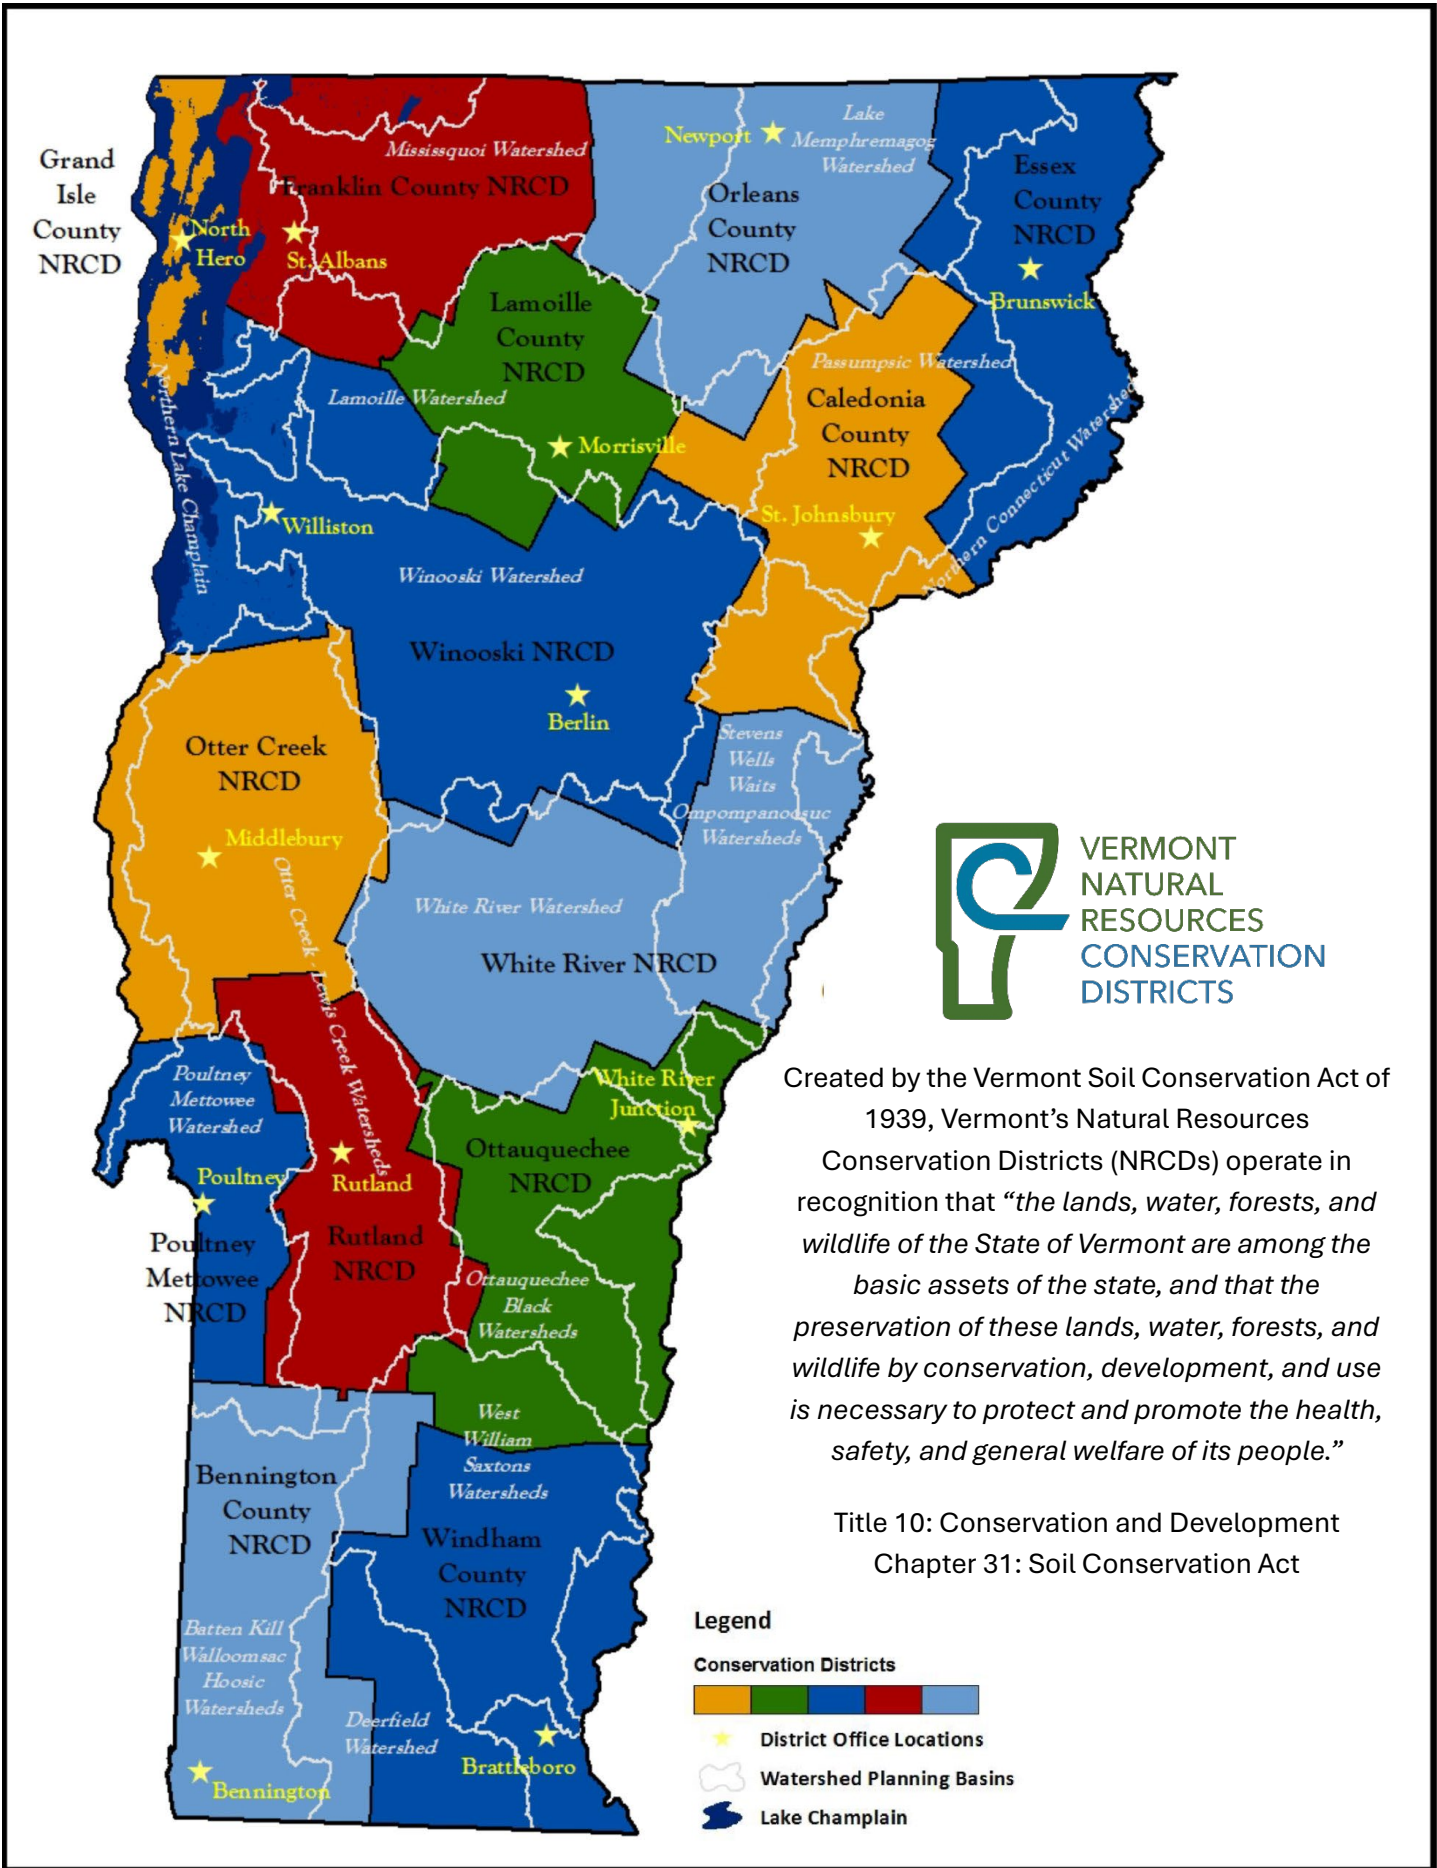 Grand
Isle
County
NRCD
North
Hero
Mississquoi Watershed
Franklin County NRCD
St. Albans
Newport
Lake
Memphremagog
Watershed
Orleans
County
NRCD
Essex
County
NRCD
Brunswick
Lamoille
County
NRCD
Lamoille Watershed
Morrisville
Passumpsic Watershed
Caledonia
County
NRCD
St. Johnsbury
Northern Connecticut Watershed
Northern Lake Champlain
Williston
Winooski Watershed
Winooski NRCD
Berlin
Otter Creek
NRCD
Middlebury
Otter Creek - Lewis Creek Watersheds
Stevens
Wells
Waits
Ompompanoosuc
Watersheds
White River Watershed
White River NRCD
White River
Junction
Poultney
Mettowee
Watershed
Poultney
Poultney
Mettowee
NRCD
Rutland
Rutland
NRCD
Ottauquechee
NRCD
Ottauquechee
Black
Watersheds
West
William
Saxtons
Watersheds
Bennington
County
NRCD
Windham
County
NRCD
Batten Kill
Walloomsac
Hoosic
Watersheds
Deerfield
Watershed
Brattleboro
Bennington
VERMONT
NATURAL
RESOURCES
CONSERVATION
DISTRICTS
Created by the Vermont Soil Conservation Act of
1939, Vermont’s Natural Resources
Conservation Districts (NRCDs) operate in
recognition that “the lands, water, forests, and
wildlife of the State of Vermont are among the
basic assets of the state, and that the
preservation of these lands, water, forests, and
wildlife by conservation, development, and use
is necessary to protect and promote the health,
safety, and general welfare of its people.”
Title 10: Conservation and Development
Chapter 31: Soil Conservation Act
Legend
Conservation Districts
District Office Locations
Watershed Planning Basins
Lake Champlain